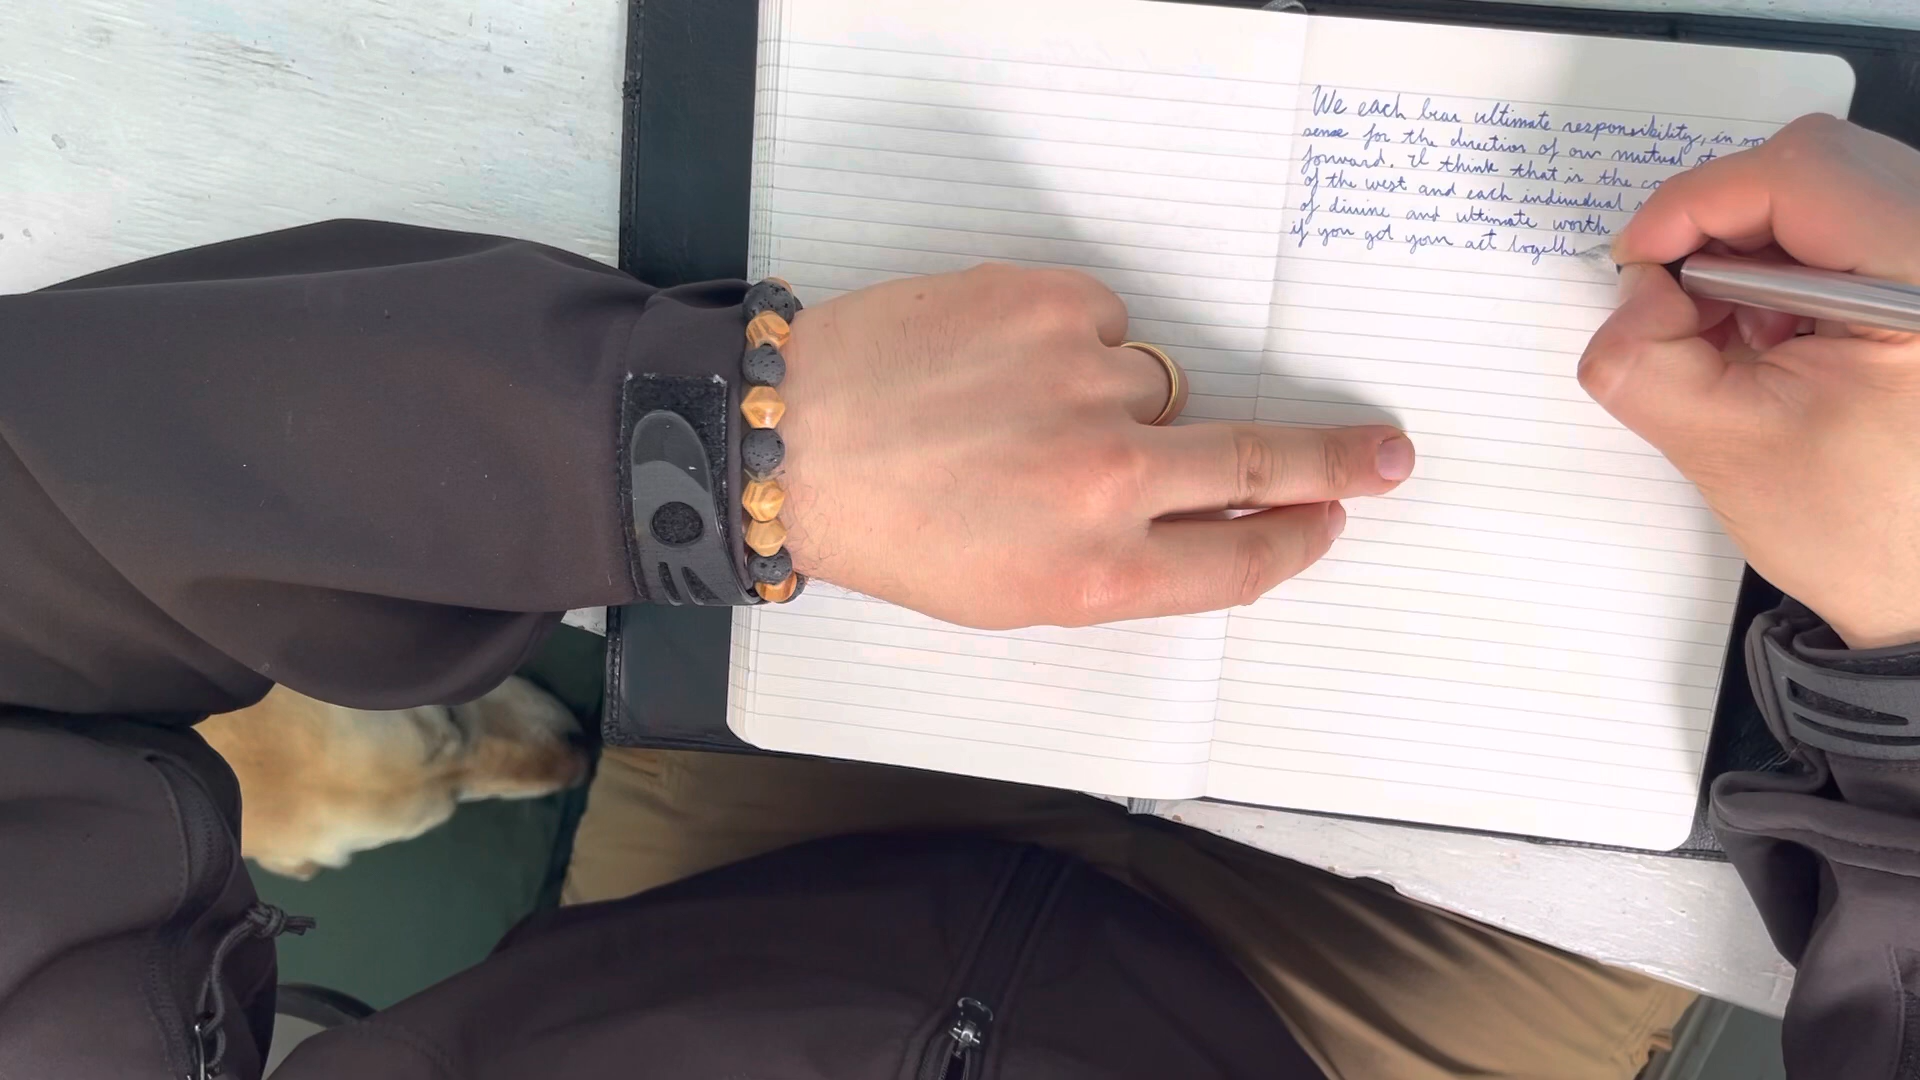 We each bear ultimate responsibility, in
sense for the direction of our mutual
forward. I think that is the
of the west and each individual
of divine and ultimate worth
if you got your act togethe